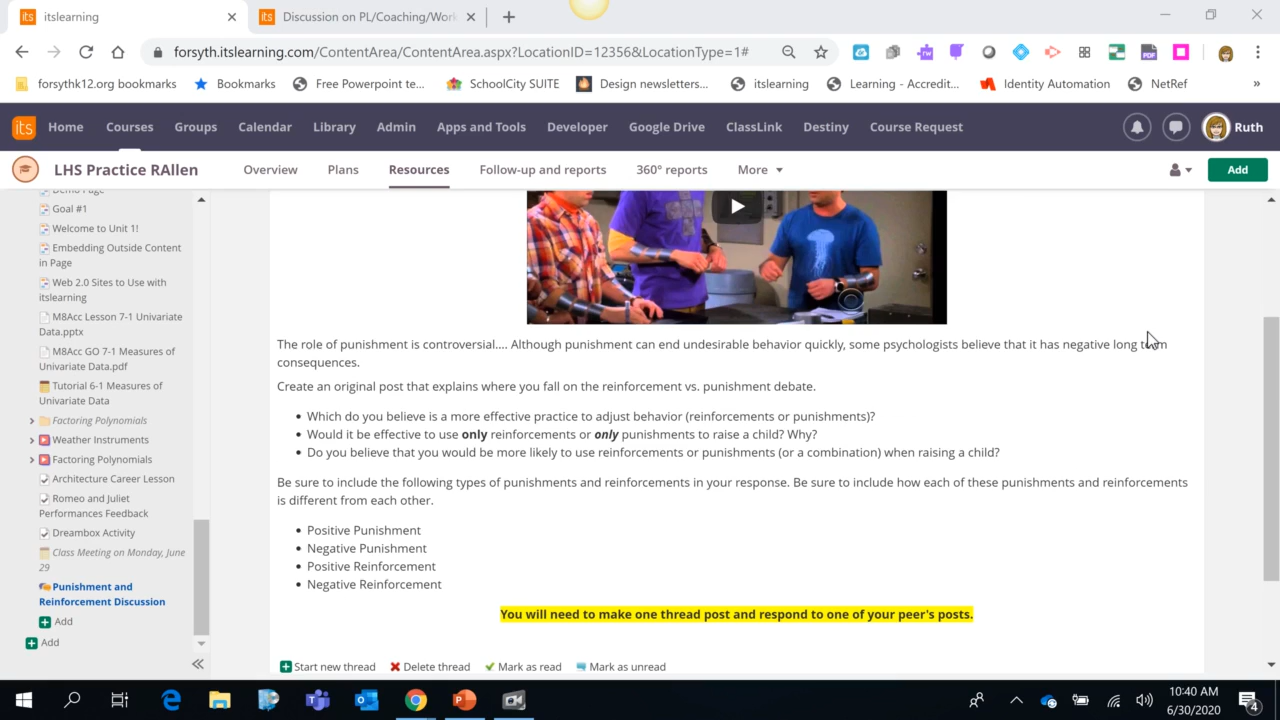 its itslearning
its Discussion on PL/Coaching/Work
forsyth.itslearning.com/ContentArea/ContentArea.aspx?LocationID=12356&LocationType=1#
forsythk12.org bookmarks Bookmarks Free Powerpoint te... SchoolCity SUITE Design newsletters... itslearning Learning - Accredit... Identity Automation NetRef »
its Home Courses Groups Calendar Library Admin Apps and Tools Developer Google Drive ClassLink Destiny Course Request Ruth
LHS Practice RAllen Overview Plans Resources Follow-up and reports 360° reports More Add
Demo Page
Goal #1
Welcome to Unit 1!
Embedding Outside Content
in Page
Web 2.0 Sites to Use with
itslearning
M8Acc Lesson 7-1 Univariate
Data.pptx
M8Acc GO 7-1 Measures of
Univariate Data.pdf
Tutorial 6-1 Measures of
Univariate Data
Factoring Polynomials
Weather Instruments
Factoring Polynomials
Architecture Career Lesson
Romeo and Juliet
Performances Feedback
Dreambox Activity
Class Meeting on Monday, June
29
Punishment and
Reinforcement Discussion
Add
Add
The role of punishment is controversial.... Although punishment can end undesirable behavior quickly, some psychologists believe that it has negative long term
consequences.
Create an original post that explains where you fall on the reinforcement vs. punishment debate.
• Which do you believe is a more effective practice to adjust behavior (reinforcements or punishments)?
• Would it be effective to use only reinforcements or only punishments to raise a child? Why?
• Do you believe that you would be more likely to use reinforcements or punishments (or a combination) when raising a child?
Be sure to include the following types of punishments and reinforcements in your response. Be sure to include how each of these punishments and reinforcements
is different from each other.
• Positive Punishment
• Negative Punishment
• Positive Reinforcement
• Negative Reinforcement
You will need to make one thread post and respond to one of your peer's posts.
Start new thread Delete thread Mark as read Mark as unread
10:40 AM
6/30/2020
4